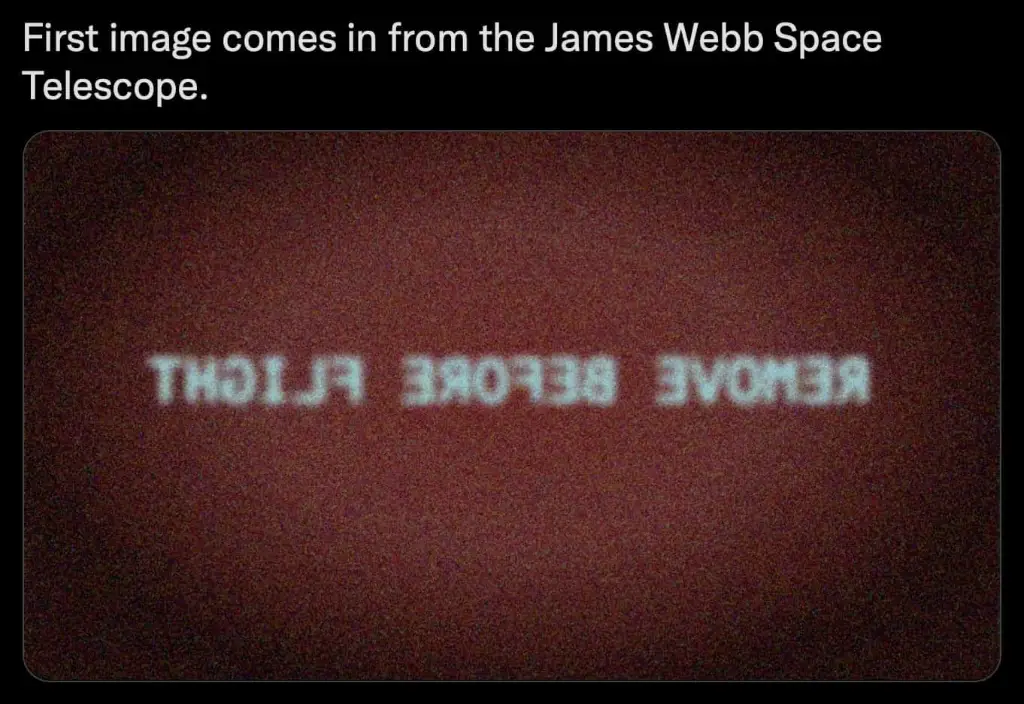 First image comes in from the James Webb Space
Telescope.
REMOVE BEFORE FLIGHT